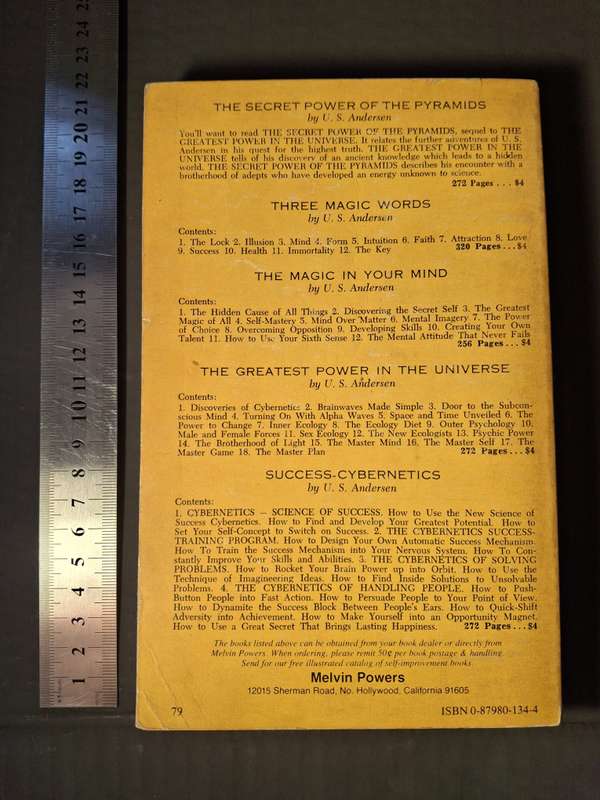 THE SECRET POWER OF THE PYRAMIDS
by U. S. Andersen
You'll want to read THE SECRET POWER OF THE PYRAMIDS, sequel to THE
GREATEST POWER IN THE UNIVERSE. It relates the further adventures of U. S.
Andersen in his quest for the highest truth. THE GREATEST POWER IN THE
UNIVERSE tells of his discovery of an ancient knowledge which leads to a hidden
world. THE SECRET POWER OF THE PYRAMIDS describes his encounter with a
brotherhood of adepts who have developed an energy unknown to science.
272 Pages . . . $4
THREE MAGIC WORDS
by U. S. Andersen
Contents:
1. The Lock 2. Illusion 3. Mind 4. Form 5. Intuition 6. Faith 7. Attraction 8. Love
9. Success 10. Health 11. Immortality 12. The Key 320 Pages...$4
THE MAGIC IN YOUR MIND
by U. S. Andersen
Contents:
1. The Hidden Cause of All Things 2. Discovering the Secret Self 3. The Greatest
Magic of All 4. Self-Mastery 5. Mind Over Matter 6. Mental Imagery 7. The Power
of Choice 8. Overcoming Opposition 9. Developing Skills 10. Creating Your Own
Talent 11. How to Use Your Sixth Sense 12. The Mental Attitude That Never Fails
256 Pages...$4
THE GREATEST POWER IN THE UNIVERSE
by U. S. Andersen
Contents:
1. Discoveries of Cybernetics 2. Brainwaves Made Simple 3. Door to the Subcon-
scious Mind 4. Turning On With Alpha Waves 5. Space and Time Unveiled 6. The
Power to Change 7. Inner Ecology 8. The Ecology Diet 9. Outer Psychology 10.
Male and Female Forces 11. Sex Ecology 12. The New Ecologists 13. Psychic Power
14. The Brotherhood of Light 15. The Master Mind 16. The Master Self 17. The
Master Game 18. The Master Plan 272 Pages...$4
SUCCESS-CYBERNETICS
by U. S. Andersen
Contents:
1. CYBERNETICS — SCIENCE OF SUCCESS. How to Use the New Science of
Success Cybernetics. How to Find and Develop Your Greatest Potential. How to
Set Your Self-Concept to Switch on Success. 2. THE CYBERNETICS SUCCESS-
TRAINING PROGRAM. How to Design Your Own Automatic Success Mechanism.
How To Train the Success Mechanism into Your Nervous System. How To Con-
stantly Improve Your Skills and Abilities. 3. THE CYBERNETICS OF SOLVING
PROBLEMS. How to Rocket Your Brain Power up into Orbit. How to Use the
Technique of Imagineering Ideas. How to Find Inside Solutions to Unsolvable
Problems. 4. THE CYBERNETICS OF HANDLING PEOPLE. How to Push-
Button People into Fast Action. How to Persuade People to Your Point of View.
How to Dynamite the Success Block Between People's Ears. How to Quick-Shift
Adversity into Achievement. How to Make Yourself into an Opportunity Magnet.
How to Use a Great Secret That Brings Lasting Happiness. 272 Pages...$4
The books listed above can be obtained from your book dealer or directly from
Melvin Powers. When ordering, please remit 50¢ per book postage & handling.
Send for our free illustrated catalog of self-improvement books.
Melvin Powers
12015 Sherman Road, No. Hollywood, California 91605
79 ISBN 0-87980-134-4
1 2 3 4 5 6 7 8 9 10 11 12 13 14 15 16 17 18 19 20 21 22 23 24